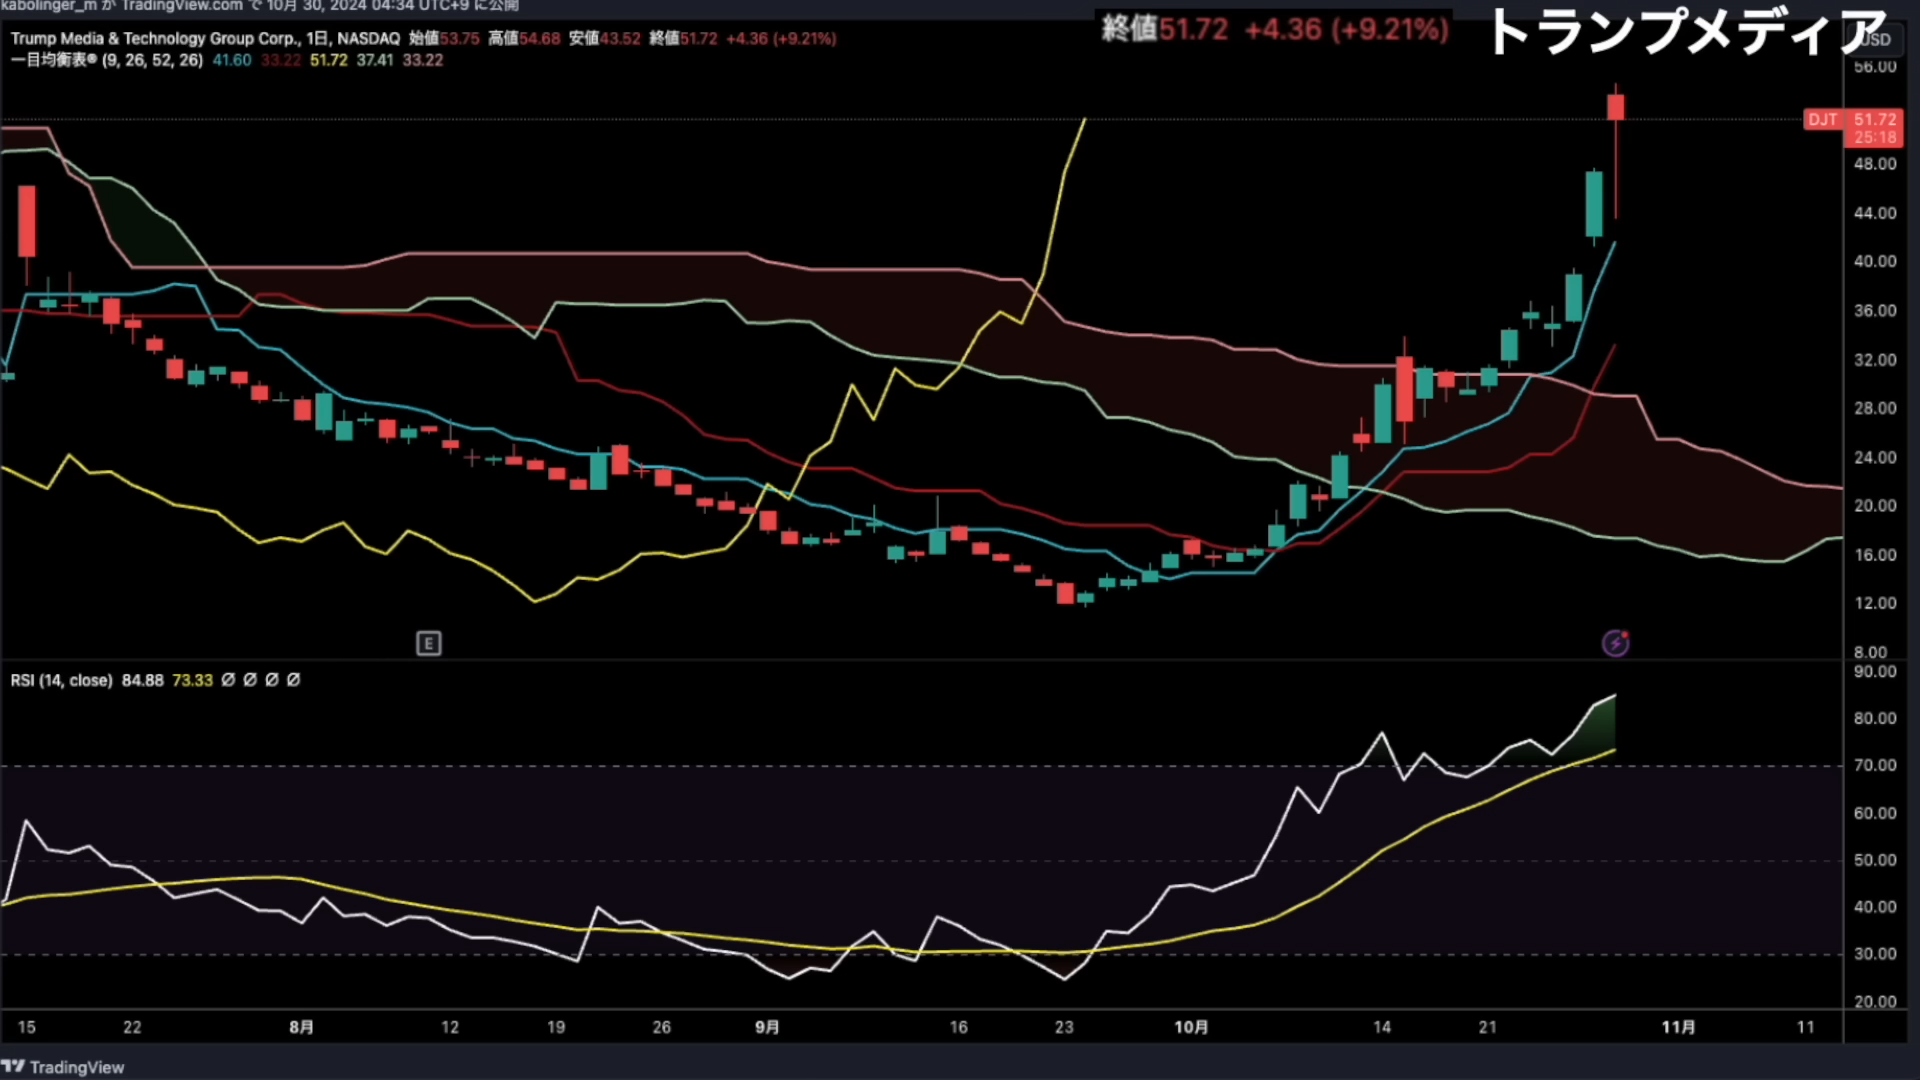 kabolinger_m が TradingView.com で 10月 30, 2024 04:34 UTC+9 に公開
終値51.72 +4.36 (+9.21%)
トランプメディア
USD
Trump Media & Technology Group Corp., 1日, NASDAQ 始値53.75 高値54.68 安値43.52 終値51.72 +4.36 (+9.21%)
一目均衡表® (9, 26, 52, 26) 41.60 33.22 51.72 37.41 33.22
56.00
DJT 51.72
25:18
48.00
44.00
40.00
36.00
32.00
28.00
24.00
20.00
16.00
12.00
E
8.00
RSI (14, close) 84.88 73.33 Ø Ø Ø Ø
90.00
80.00
70.00
60.00
50.00
40.00
30.00
20.00
15 22 8月 12 19 26 9月 16 23 10月 14 21 11月 11
TradingView